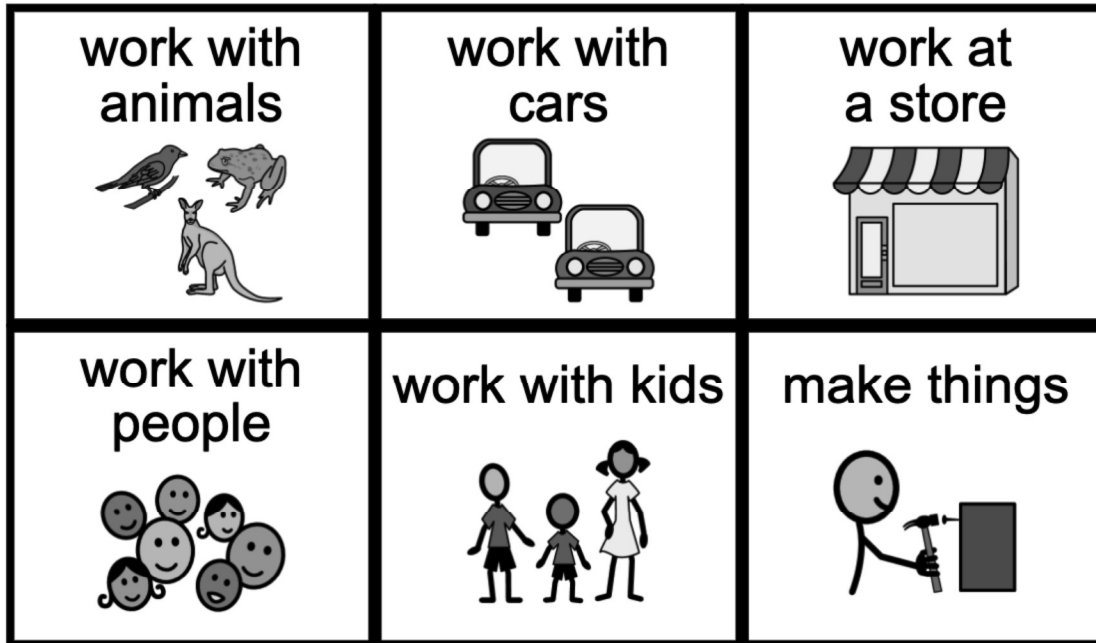 work with
animals
work with
cars
work at
a store
work with
people
work with kids
make things